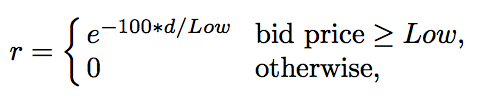 r = { e^{-100*d/Low} bid price ≥ Low,
0 otherwise,